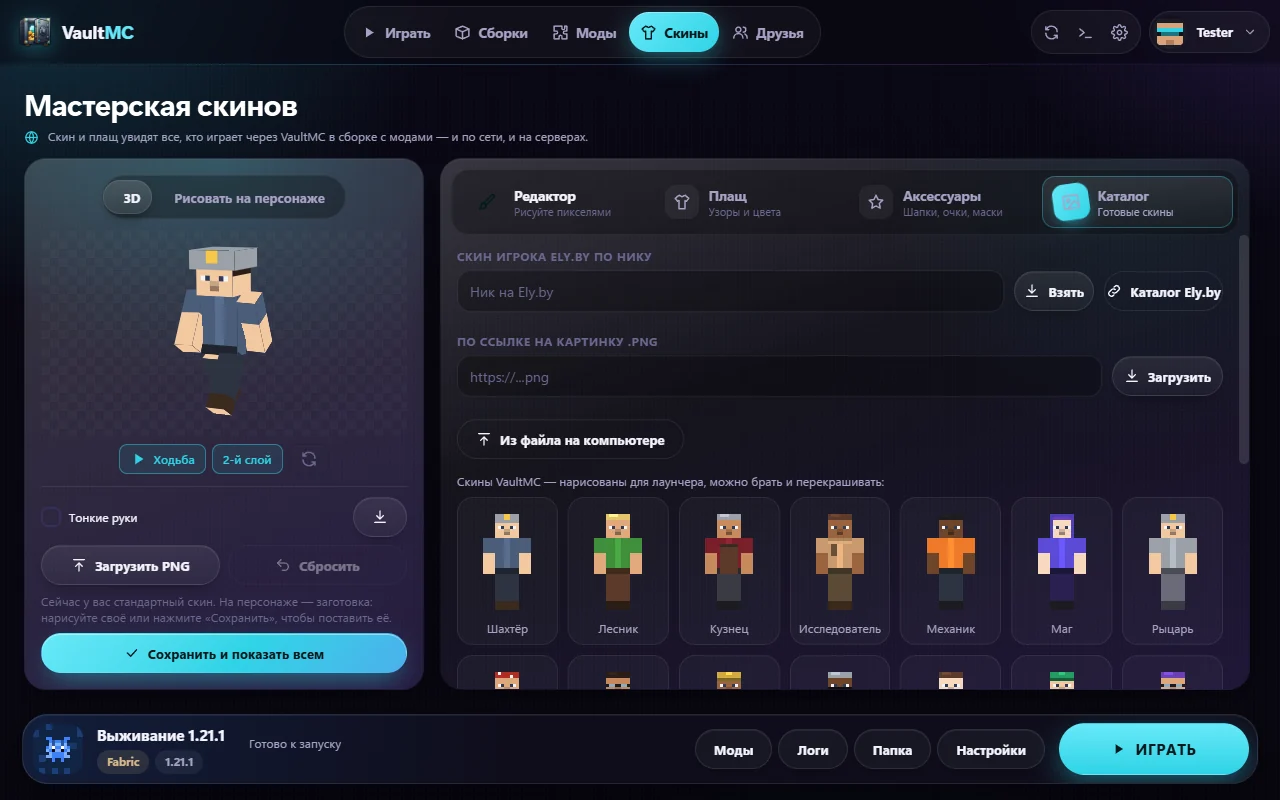 VaultMC
Играть
Сборки
Моды
Скины
Друзья
Tester
Мастерская скинов
Скин и плащ увидят все, кто играет через VaultMC в сборке с модами — и по сети, и на серверах.
3D
Рисовать на персонаже
Ходьба
2-й слой
Тонкие руки
Загрузить PNG
Сбросить
Сейчас у вас стандартный скин. На персонаже — заготовка:
нарисуйте своё или нажмите «Сохранить», чтобы поставить её.
Сохранить и показать всем
Редактор
Рисуйте пикселями
Плащ
Узоры и цвета
Аксессуары
Шапки, очки, маски
Каталог
Готовые скины
СКИН ИГРОКА ELY.BY ПО НИКУ
Ник на Ely.by
Взять
Каталог Ely.by
ПО ССЫЛКЕ НА КАРТИНКУ .PNG
https://...png
Загрузить
Из файла на компьютере
Скины VaultMC — нарисованы для лаунчера, можно брать и перекрашивать:
Шахтёр
Лесник
Кузнец
Исследователь
Механик
Маг
Рыцарь
Выживание 1.21.1
Fabric
1.21.1
Готово к запуску
Моды
Логи
Папка
Настройки
ИГРАТЬ